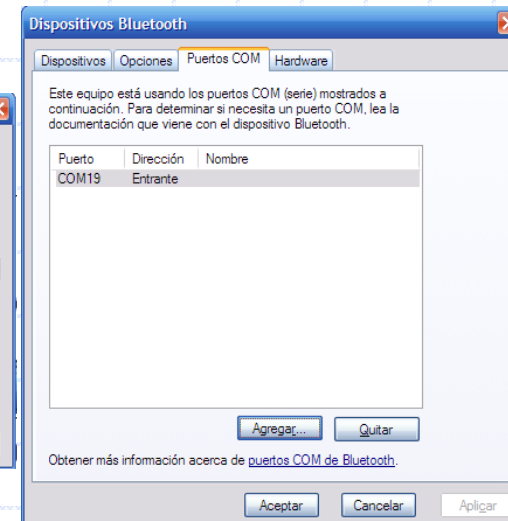 Dispositivos Bluetooth
Dispositivos Opciones Puertos COM Hardware
Este equipo está usando los puertos COM (serie) mostrados a
continuación. Para determinar si necesita un puerto COM, lea la
documentación que viene con el dispositivo Bluetooth.
Puerto Dirección Nombre
COM19 Entrante
Agregar... Quitar
Obtener más información acerca de puertos COM de Bluetooth.
Aceptar Cancelar Aplicar